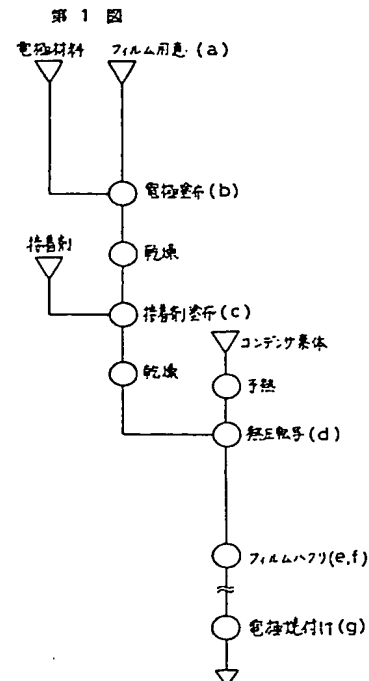 第 1 図
電極材料
フィルム用意 (a)
電極塗布 (b)
乾燥
接着剤
接着剤塗布 (c)
乾燥
コンデンサ素体
予熱
熱圧転写 (d)
フィルムハクリ (e,f)
電極焼付け (g)